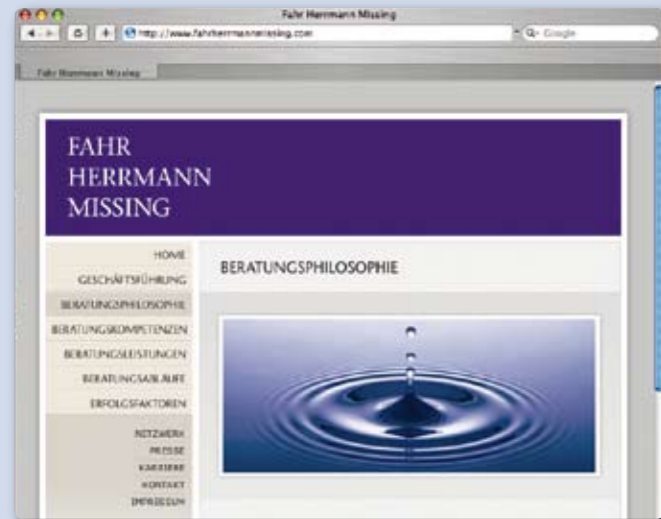 Fahr Herrmann Missing
http://www.fahrherrmannmissing.com
Google
Fahr Herrmann Missing
FAHR
HERRMANN
MISSING
HOME
GESCHÄFTSFÜHRUNG
BERATUNGSPHILOSOPHIE
BERATUNGSKOMPETENZEN
BERATUNGSLEISTUNGEN
BERATUNGSABLÄUFE
ERFOLGSFAKTOREN
NETZWERK
PRESSE
KARRIERE
KONTAKT
IMPRESSUM
BERATUNGSPHILOSOPHIE